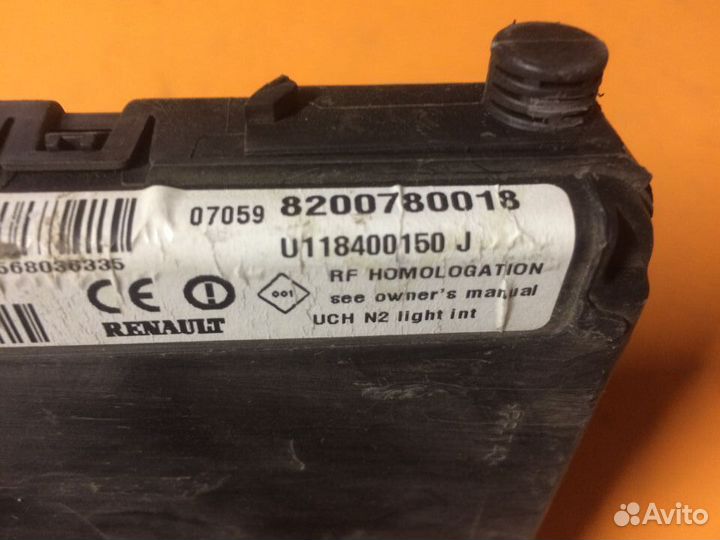 07059 8200780018
U118400150 J
568036335
RF HOMOLOGATION
001
see owner's manual
RENAULT
UCH N2 light int
Avito